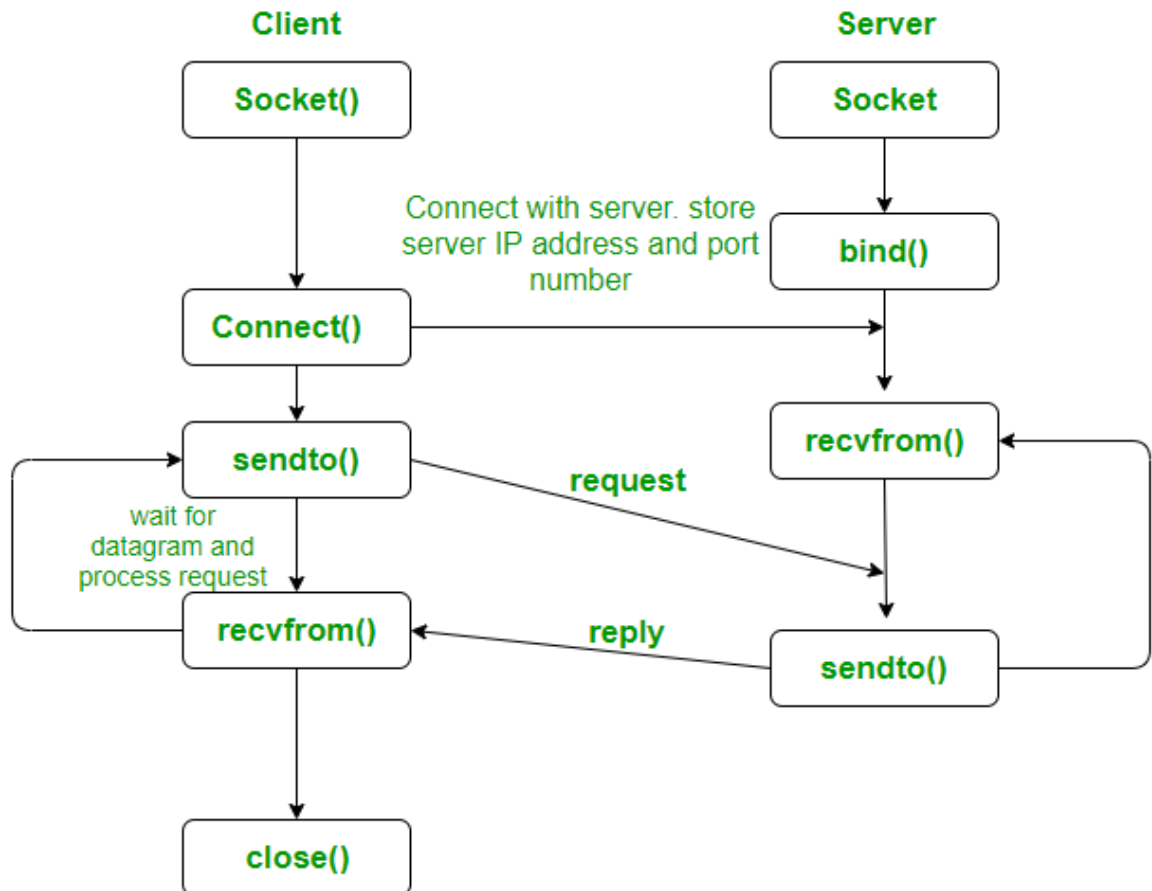 Client
Server
Socket()
Socket
Connect with server. store
server IP address and port
number
bind()
Connect()
sendto()
recvfrom()
request
wait for
datagram and
process request
recvfrom()
reply
sendto()
close()